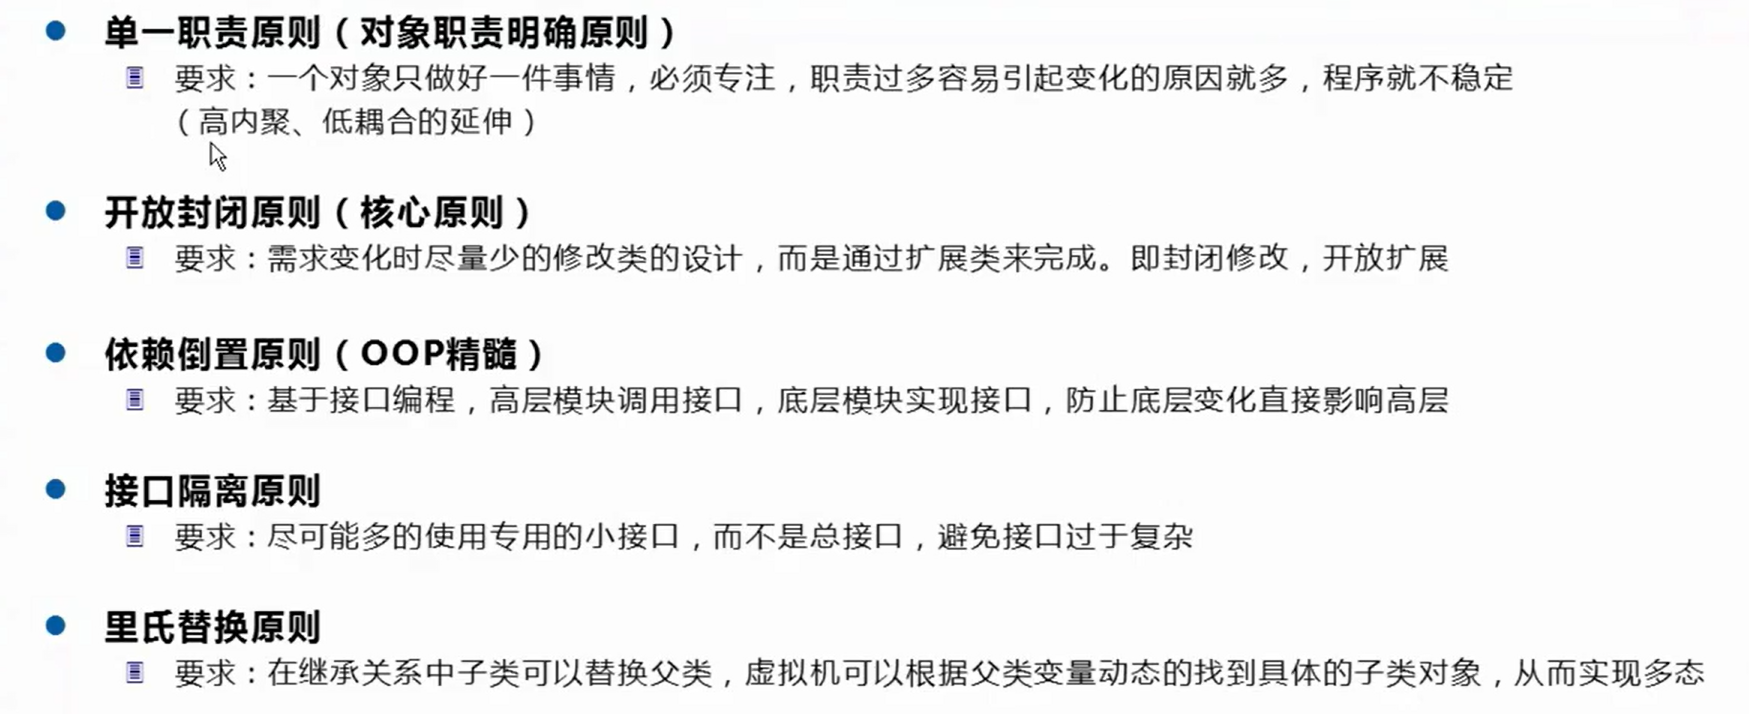 单一职责原则（对象职责明确原则）
要求：一个对象只做好一件事情，必须专注，职责过多容易引起变化的原因就多，程序就不稳定
（高内聚、低耦合的延伸）
开放封闭原则（核心原则）
要求：需求变化时尽量少的修改类的设计，而是通过扩展类来完成。即封闭修改，开放扩展
依赖倒置原则（OOP精髓）
要求：基于接口编程，高层模块调用接口，底层模块实现接口，防止底层变化直接影响高层
接口隔离原则
要求：尽可能多的使用专用的小接口，而不是总接口，避免接口过于复杂
里氏替换原则
要求：在继承关系中子类可以替换父类，虚拟机可以根据父类变量动态的找到具体的子类对象，从而实现多态